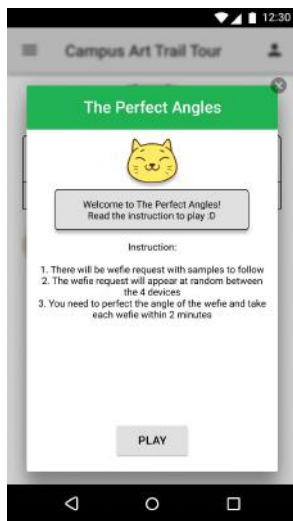 12:30
Campus Art Trail Tour
The Perfect Angles
Welcome to The Perfect Angles!
Read the instruction to play :D
Instruction:
1. There will be wefie request with samples to follow
2. The wefie request will appear at random between
the 4 devices
3. You need to perfect the angle of the wefie and take
each wefie within 2 minutes
PLAY